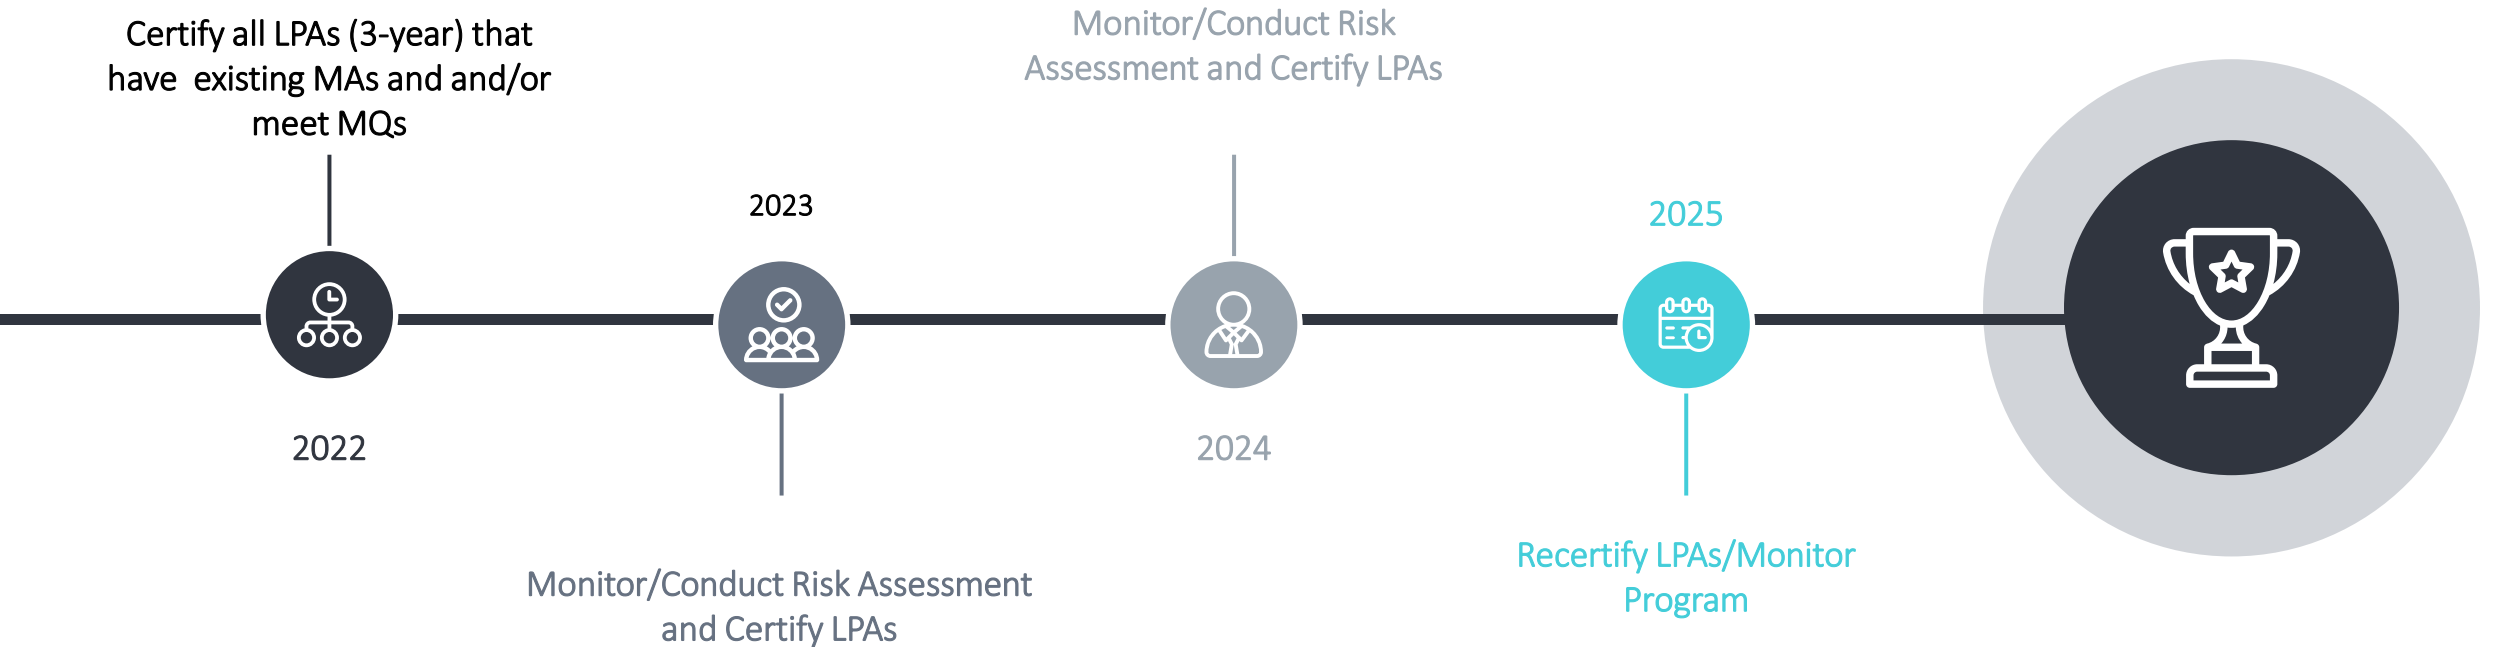 Certify all LPAs (3-year) that
have  existing MAs and and/or
meet MQs
2022
2023
Monitor/Conduct Risk Assessment
and Certify LPAs
Monitor/Conduct Risk
Assessment and Certify LPAs
2024
2025
Recertify LPAs/Monitor
Program